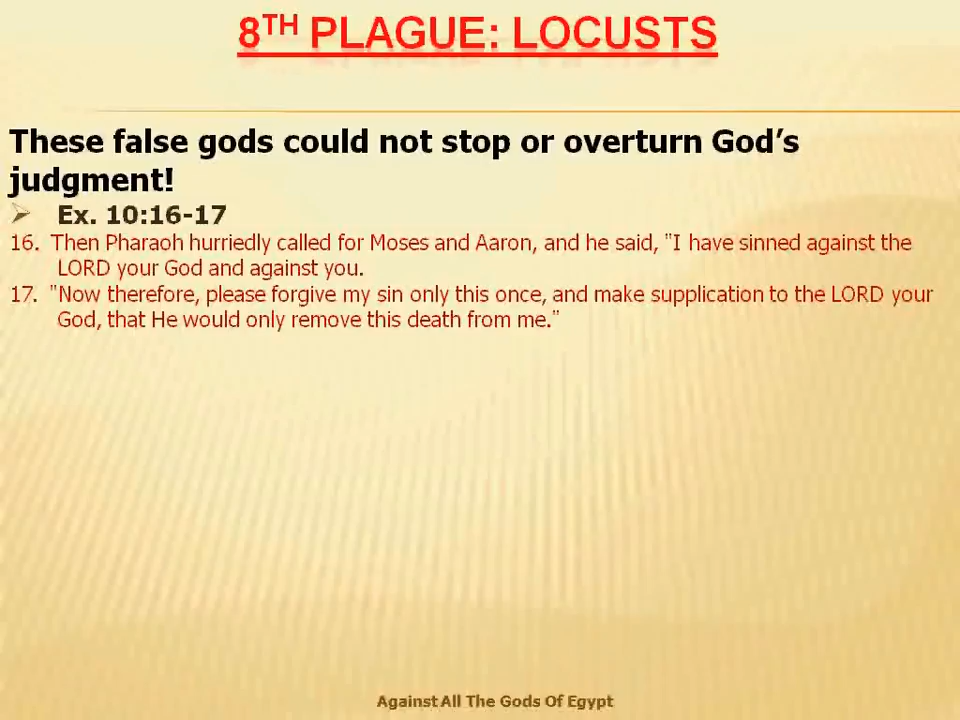 8TH PLAGUE: LOCUSTS
These false gods could not stop or overturn God’s
judgment!
Ex. 10:16-17
16. Then Pharaoh hurriedly called for Moses and Aaron, and he said, "I have sinned against the
LORD your God and against you.
17. "Now therefore, please forgive my sin only this once, and make supplication to the LORD your
God, that He would only remove this death from me."
Against All The Gods Of Egypt